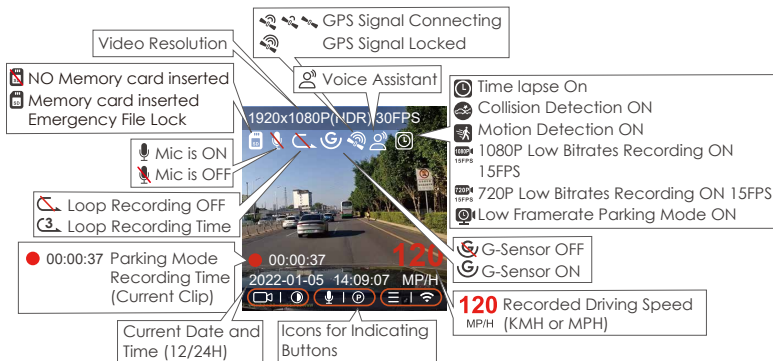 GPS Signal Connecting
GPS Signal Locked
Video Resolution
Voice Assistant
NO Memory card inserted
Memory card inserted
Emergency File Lock
Mic is ON
Mic is OFF
Loop Recording OFF
3 Loop Recording Time
00:00:37 Parking Mode
Recording Time
(Current Clip)
1920x1080P(NDR) 30FPS
00:00:37
120
2022-01-05 14:09:07 MP/H
P
Current Date and
Time (12/24H)
Icons for Indicating
Buttons
Time lapse On
Collision Detection ON
Motion Detection ON
1080P 15FPS 1080P Low Bitrates Recording ON
15FPS
720P 15FPS 720P Low Bitrates Recording ON 15FPS
Low Framerate Parking Mode ON
G-Sensor OFF
G-Sensor ON
120 Recorded Driving Speed
MP/H (KMH or MPH)